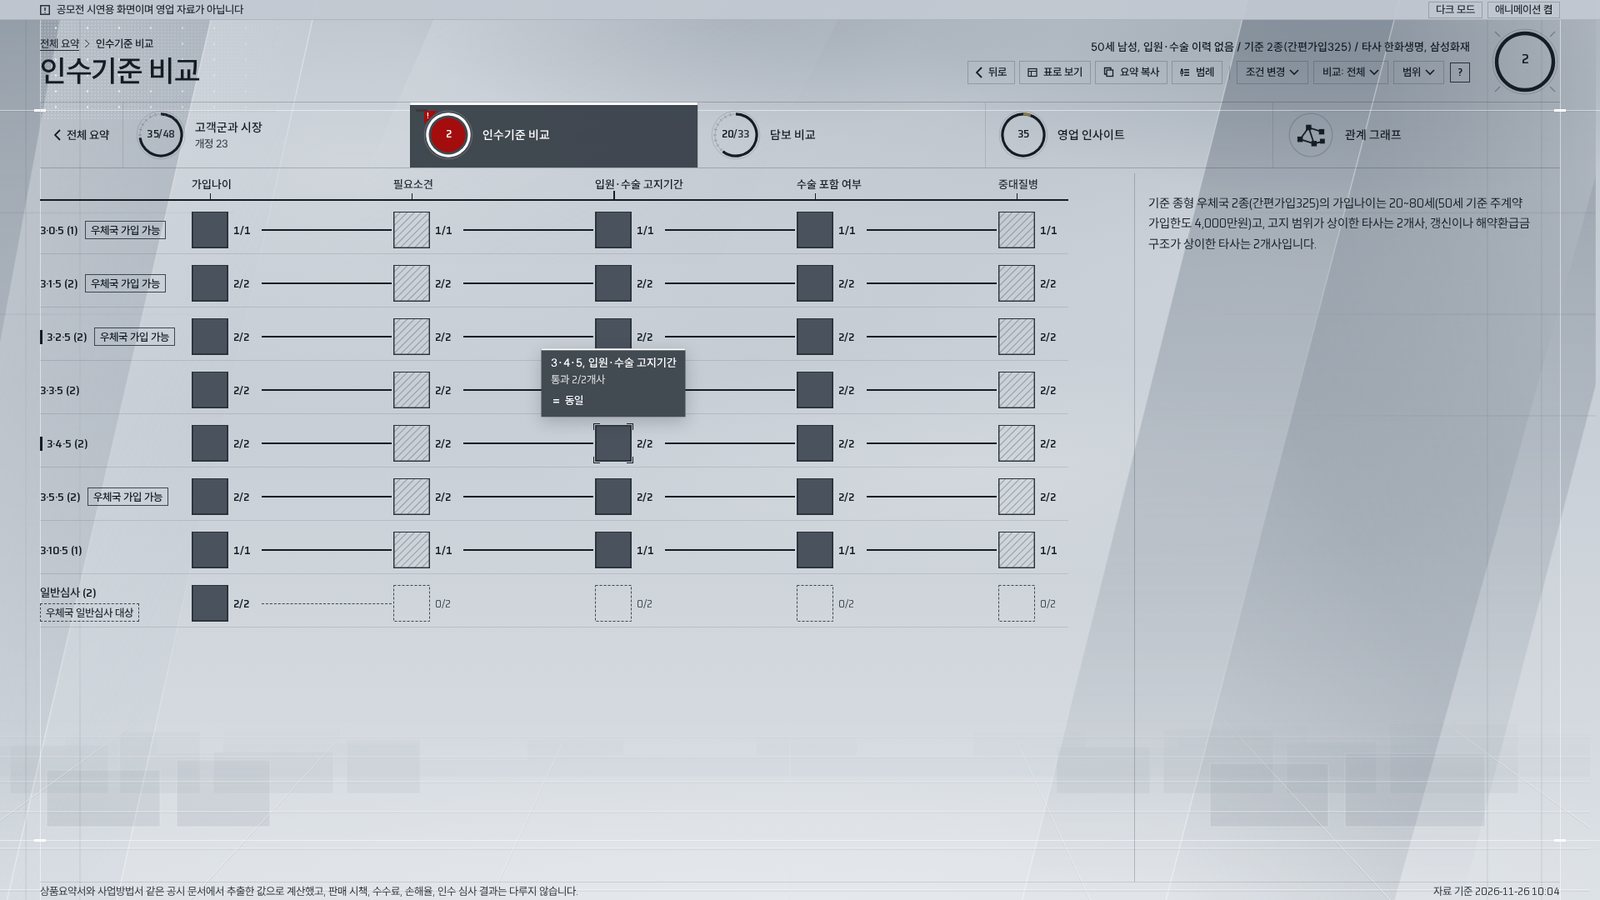 공모전 시연용 화면이며 영업 자료가 아닙니다
다크 모드
애니메이션 켬
전체 요약 > 인수기준 비교
인수기준 비교
50세 남성, 입원·수술 이력 없음 / 기준 2종(간편가입325) / 타사 한화생명, 삼성화재
뒤로
표로 보기
요약 복사
범례
조건 변경
비교: 전체
범위
?
2
전체 요약
35/48
고객군과 시장
개정 23
!
2
인수기준 비교
20/33
담보 비교
35
영업 인사이트
관계 그래프
가입나이 필요소견 입원·수술 고지기간 수술 포함 여부 중대질병
3·0·5 (1) 우체국 가입 가능 1/1 1/1 1/1 1/1 1/1
3·1·5 (2) 우체국 가입 가능 2/2 2/2 2/2 2/2 2/2
3·2·5 (2) 우체국 가입 가능 2/2 2/2 2/2 2/2 2/2
3·3·5 (2) 2/2 2/2 2/2 2/2
3·4·5, 입원·수술 고지기간
통과 2/2개사
= 동일
3·4·5 (2) 2/2 2/2 2/2 2/2 2/2
3·5·5 (2) 우체국 가입 가능 2/2 2/2 2/2 2/2 2/2
3·10·5 (1) 1/1 1/1 1/1 1/1 1/1
일반심사 (2)
우체국 일반심사 대상
2/2 0/2 0/2 0/2 0/2
기준 종형 우체국 2종(간편가입325)의 가입나이는 20~80세(50세 기준 주계약
가입한도 4,000만원)고, 고지 범위가 상이한 타사는 2개사, 갱신이나 해약환급금
구조가 상이한 타사는 2개사입니다.
상품요약서와 사업방법서 같은 공시 문서에서 추출한 값으로 계산했고, 판매 시책, 수수료, 손해율, 인수 심사 결과는 다루지 않습니다.
자료 기준 2026-11-26 10:04